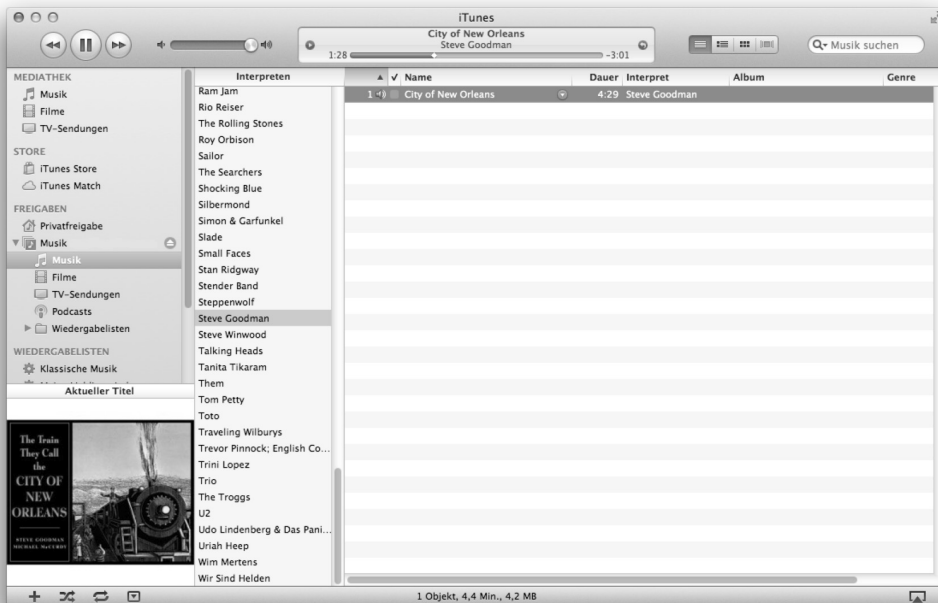 iTunes
City of New Orleans
Steve Goodman
1:28
-3:01
Musik suchen
MEDIATHEK
Musik
Filme
TV-Sendungen
STORE
iTunes Store
iTunes Match
FREIGABEN
Privatfreigabe
Musik
Musik
Filme
TV-Sendungen
Podcasts
Wiedergabelisten
WIEDERGABELISTEN
Klassische Musik
Aktueller Titel
The Train
They Call
the
CITY OF
NEW
ORLEANS
STEVE GOODMAN
MICHAEL McCURDY
Interpreten
Ram Jam
Rio Reiser
The Rolling Stones
Roy Orbison
Sailor
The Searchers
Shocking Blue
Silbermond
Simon & Garfunkel
Slade
Small Faces
Stan Ridgway
Stender Band
Steppenwolf
Steve Goodman
Steve Winwood
Talking Heads
Tanita Tikaram
Them
Tom Petty
Toto
Traveling Wilburys
Trevor Pinnock; English Co...
Trini Lopez
Trio
The Troggs
U2
Udo Lindenberg & Das Pani...
Uriah Heep
Wim Mertens
Wir Sind Helden
Name Dauer Interpret Album Genre
1 City of New Orleans 4:29 Steve Goodman
1 Objekt, 4,4 Min., 4,2 MB